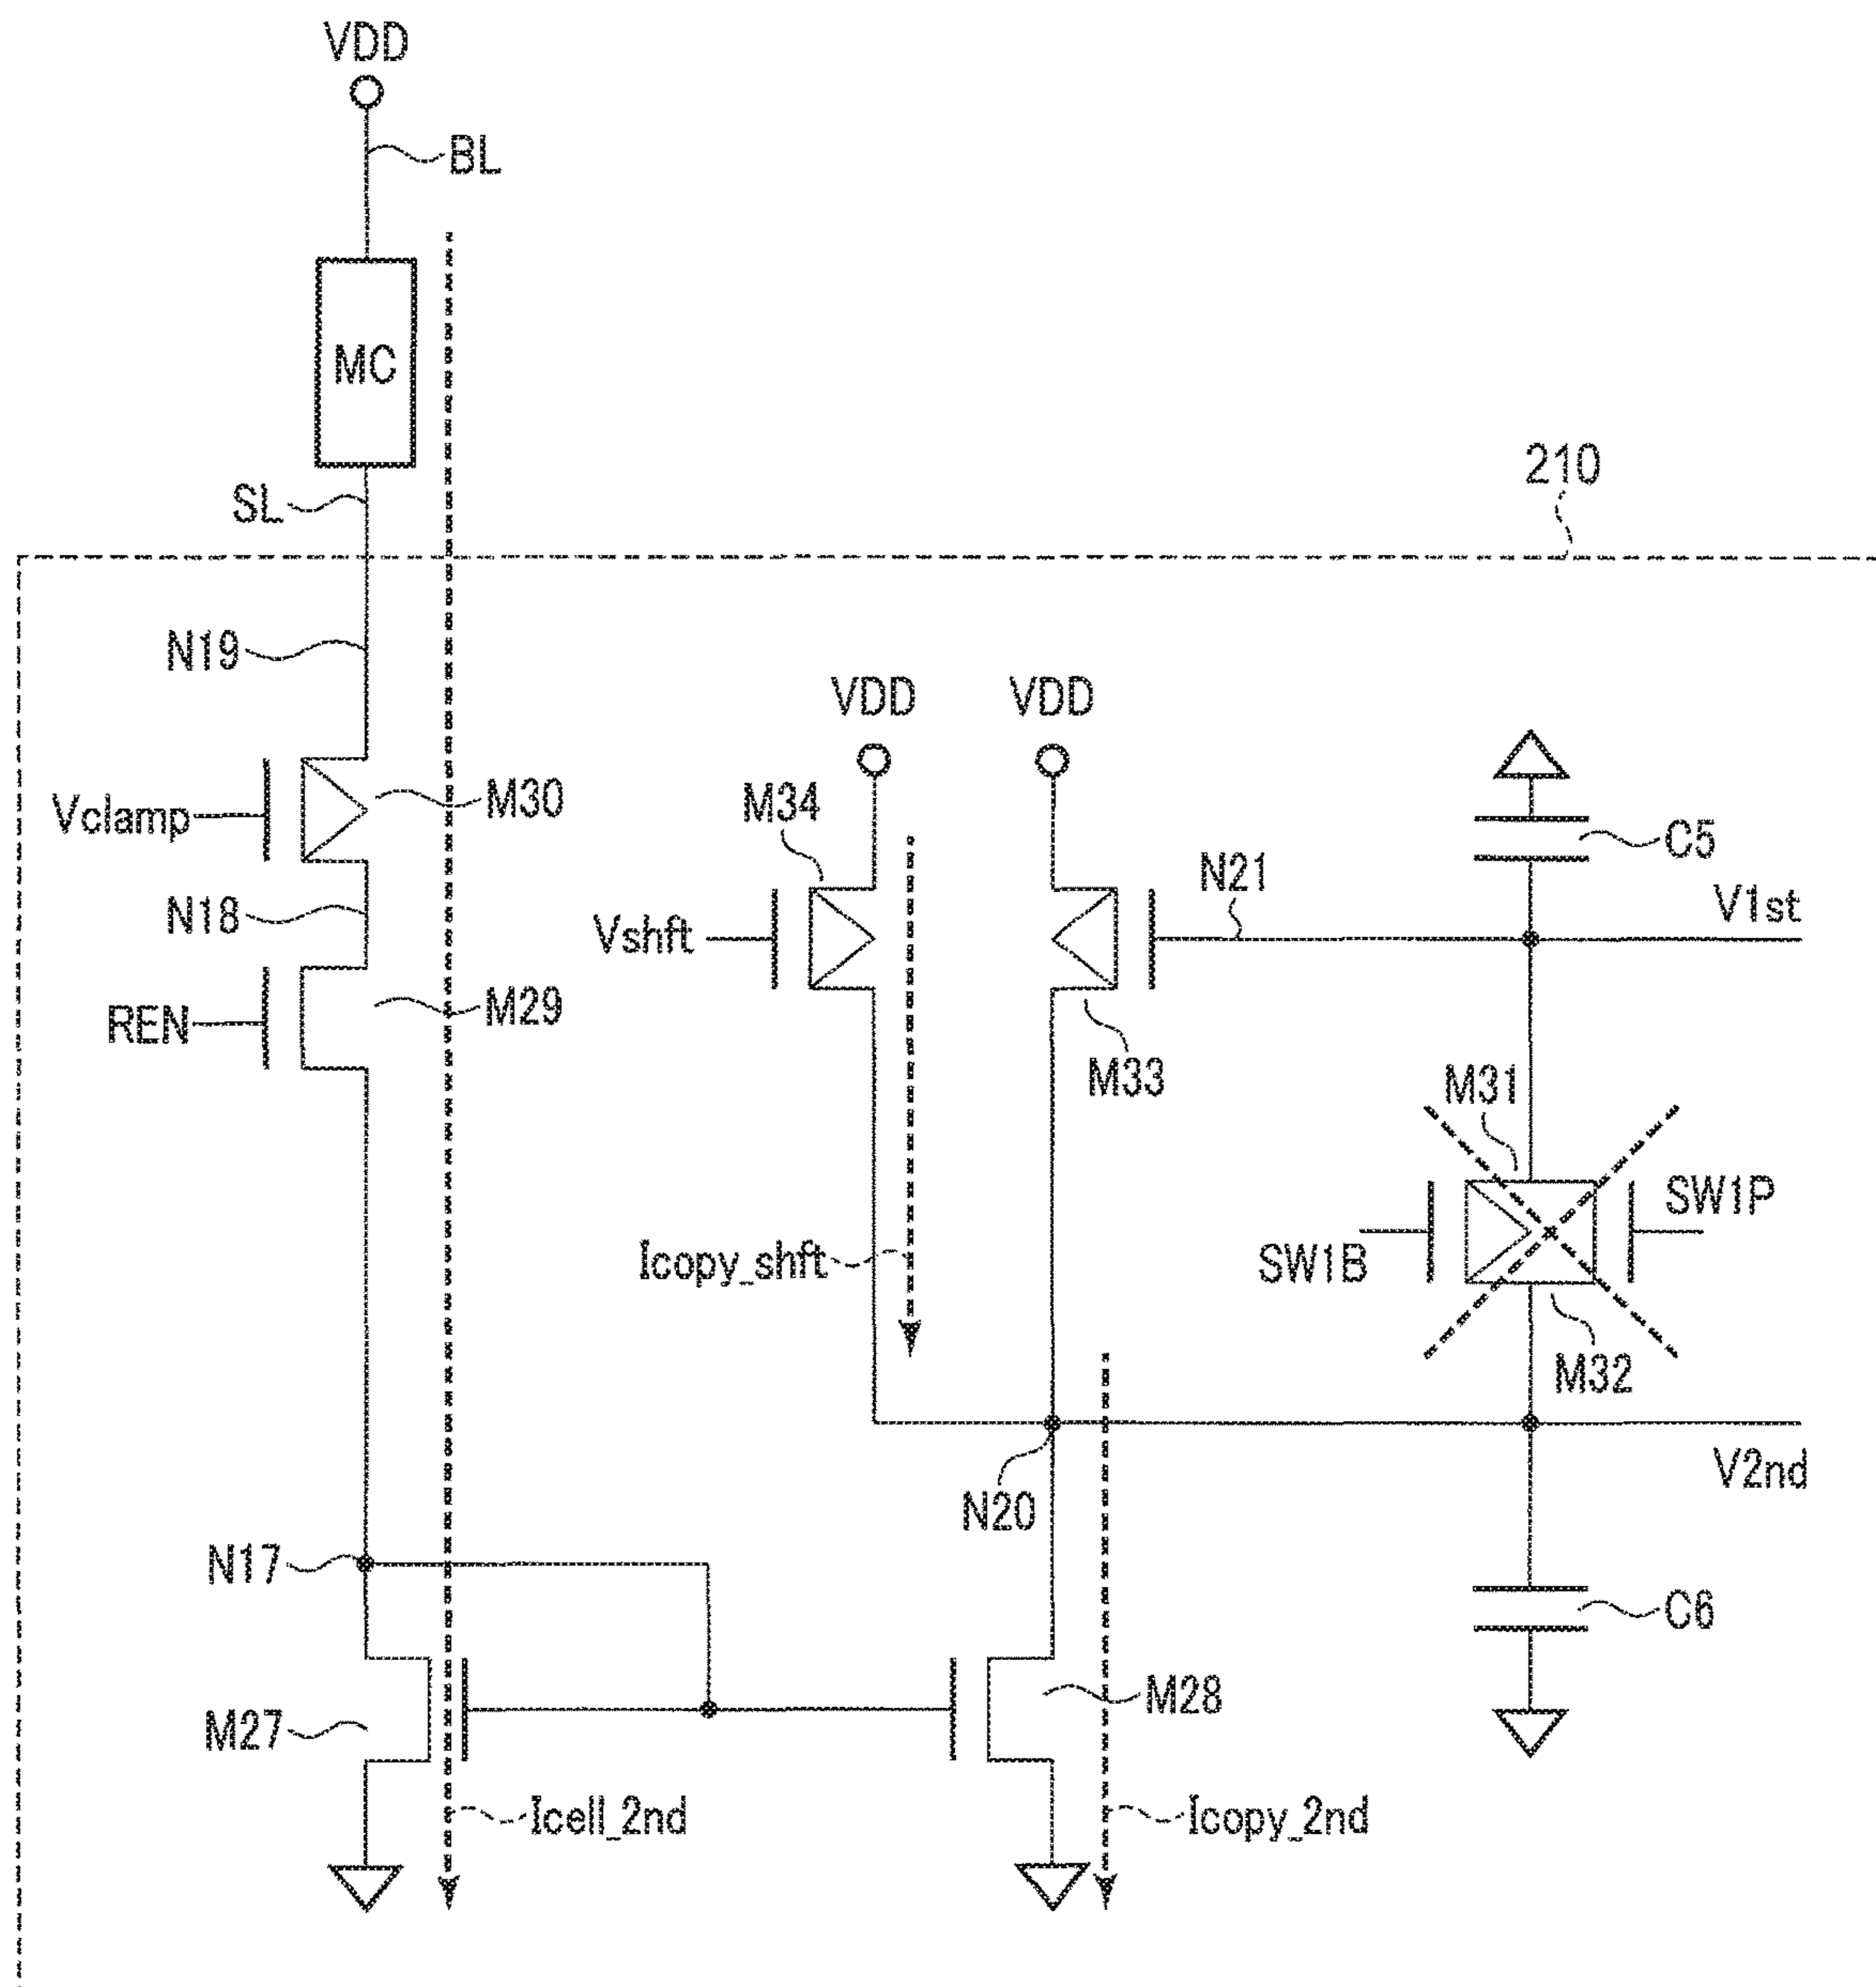 VDD
BL
MC
SL
210
N19
VDD
VDD
M30
M34
Vclamp
C5
N21
V1st
N18
Vshft
M29
REN
M33
M31
SW1P
Icopy_shft
SW1B
M32
V2nd
N20
N17
C6
M28
M27
Icell_2nd
Icopy_2nd